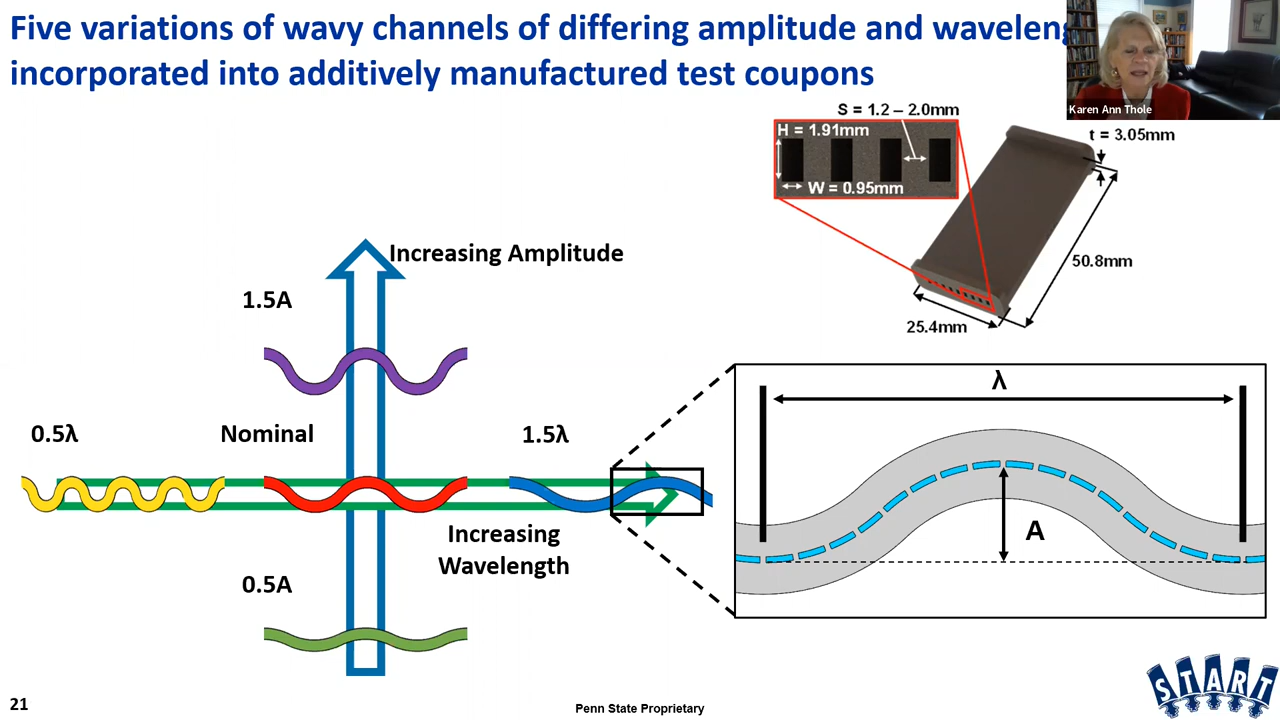 Five variations of wavy channels of differing amplitude and waveleng
incorporated into additively manufactured test coupons
Karen Ann Thole
S = 1.2 – 2.0mm
H = 1.91mm
W = 0.95mm
t = 3.05mm
50.8mm
25.4mm
Increasing Amplitude
1.5A
0.5λ
Nominal
1.5λ
Increasing
Wavelength
0.5A
λ
A
21
Penn State Proprietary
START